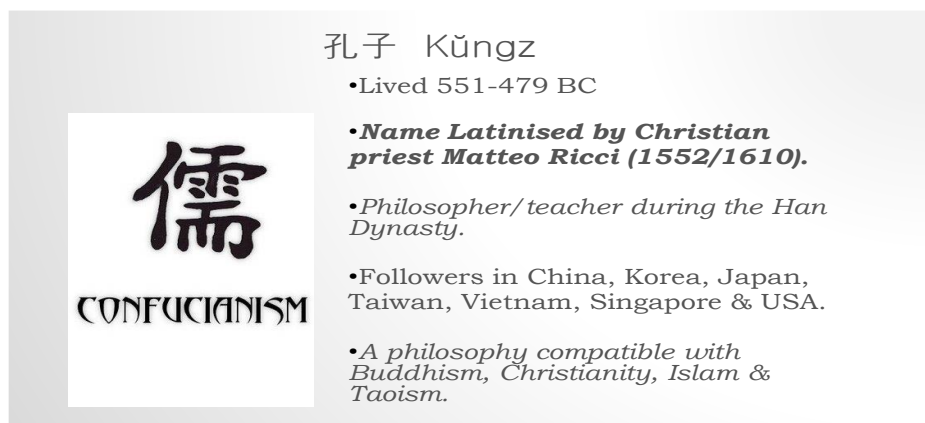 孔子 Kŭngz
•Lived 551-479 BC
•Name Latinised by Christian
priest Matteo Ricci (1552/1610).
•Philosopher/teacher during the Han
Dynasty.
•Followers in China, Korea, Japan,
Taiwan, Vietnam, Singapore & USA.
•A philosophy compatible with
Buddhism, Christianity, Islam &
Taoism.
儒
CONFUCIANISM